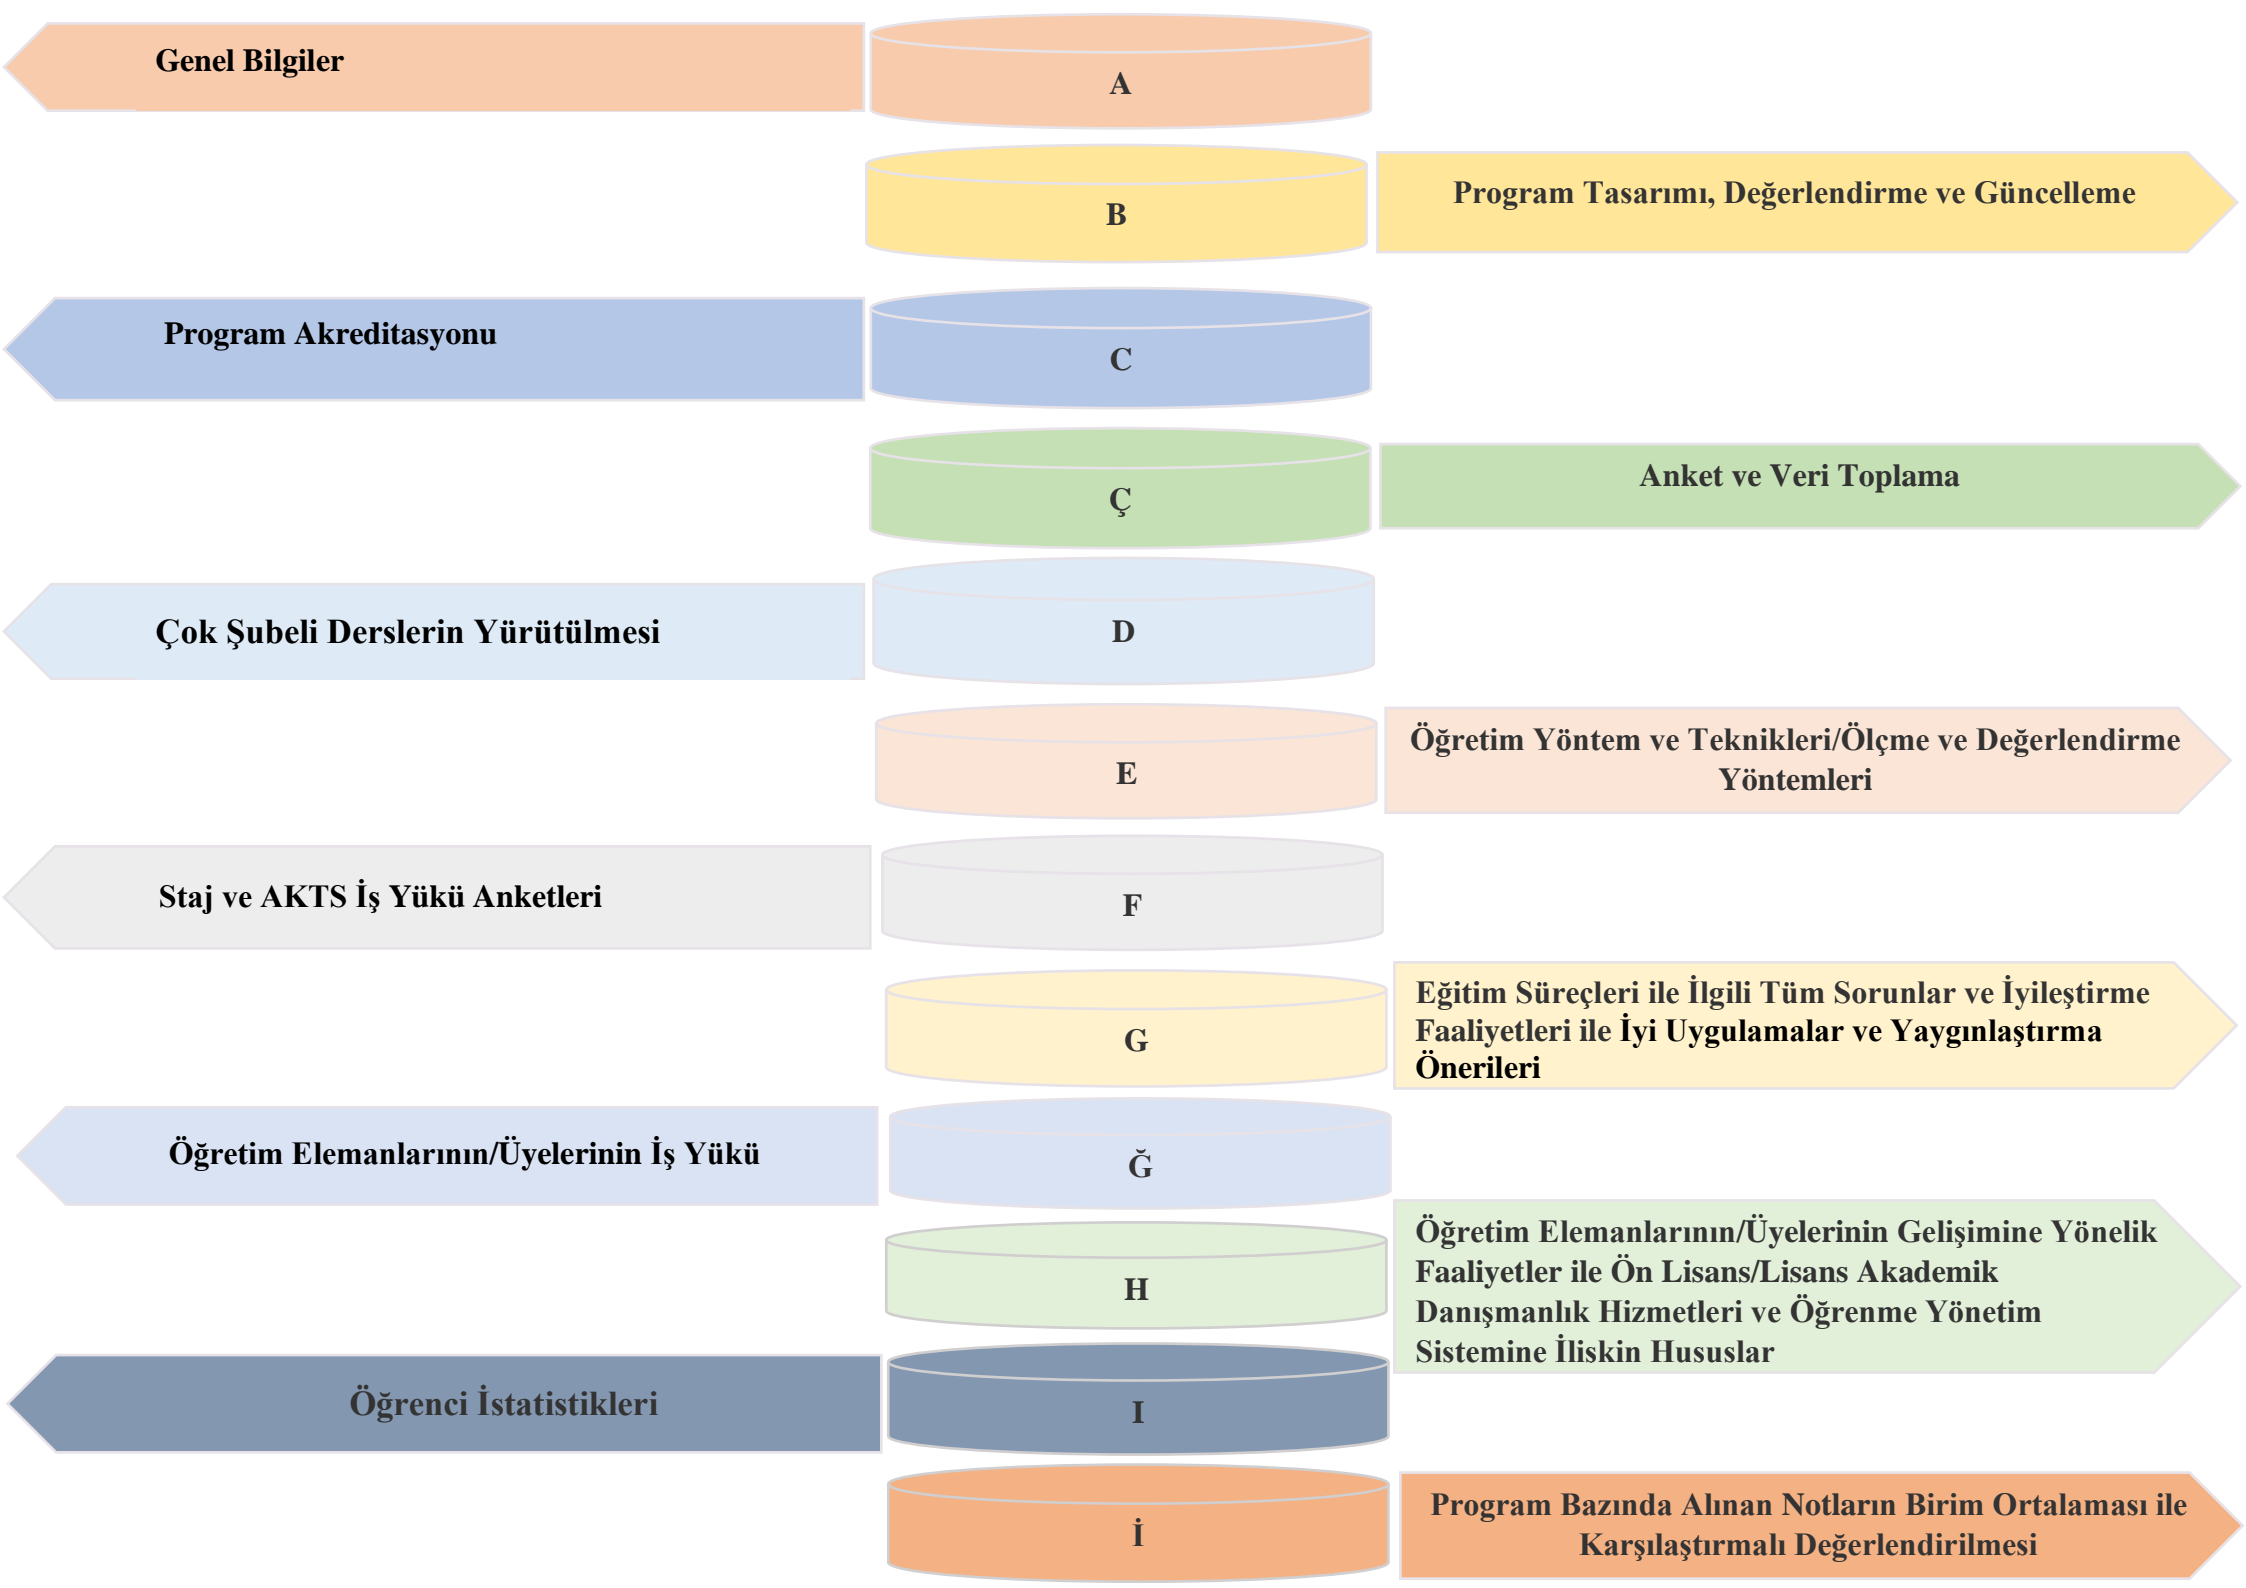 Genel Bilgiler
A
B
Program Tasarımı, Değerlendirme ve Güncelleme
Program Akreditasyonu
C
Ç
Anket ve Veri Toplama
Çok Şubeli Derslerin Yürütülmesi
D
E
Öğretim Yöntem ve Teknikleri/Ölçme ve Değerlendirme
Yöntemleri
Staj ve AKTS İş Yükü Anketleri
F
G
Eğitim Süreçleri ile İlgili Tüm Sorunlar ve İyileştirme
Faaliyetleri ile İyi Uygulamalar ve Yaygınlaştırma
Önerileri
Öğretim Elemanlarının/Üyelerinin İş Yükü
Ğ
H
Öğretim Elemanlarının/Üyelerinin Gelişimine Yönelik
Faaliyetler ile Ön Lisans/Lisans Akademik
Danışmanlık Hizmetleri ve Öğrenme Yönetim
Sistemine İliskin Hususlar
Öğrenci İstatistikleri
I
İ
Program Bazında Alınan Notların Birim Ortalaması ile
Karşılaştırmalı Değerlendirilmesi